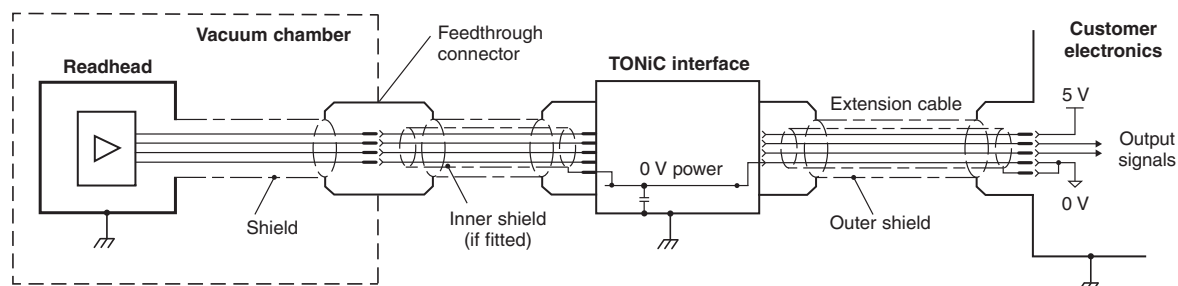 Vacuum chamber
Feedthrough
connector
Customer
electronics
Readhead
TONiC interface
Extension cable
5 V
Output
signals
0 V power
0 V
Shield
Inner shield
(if fitted)
Outer shield